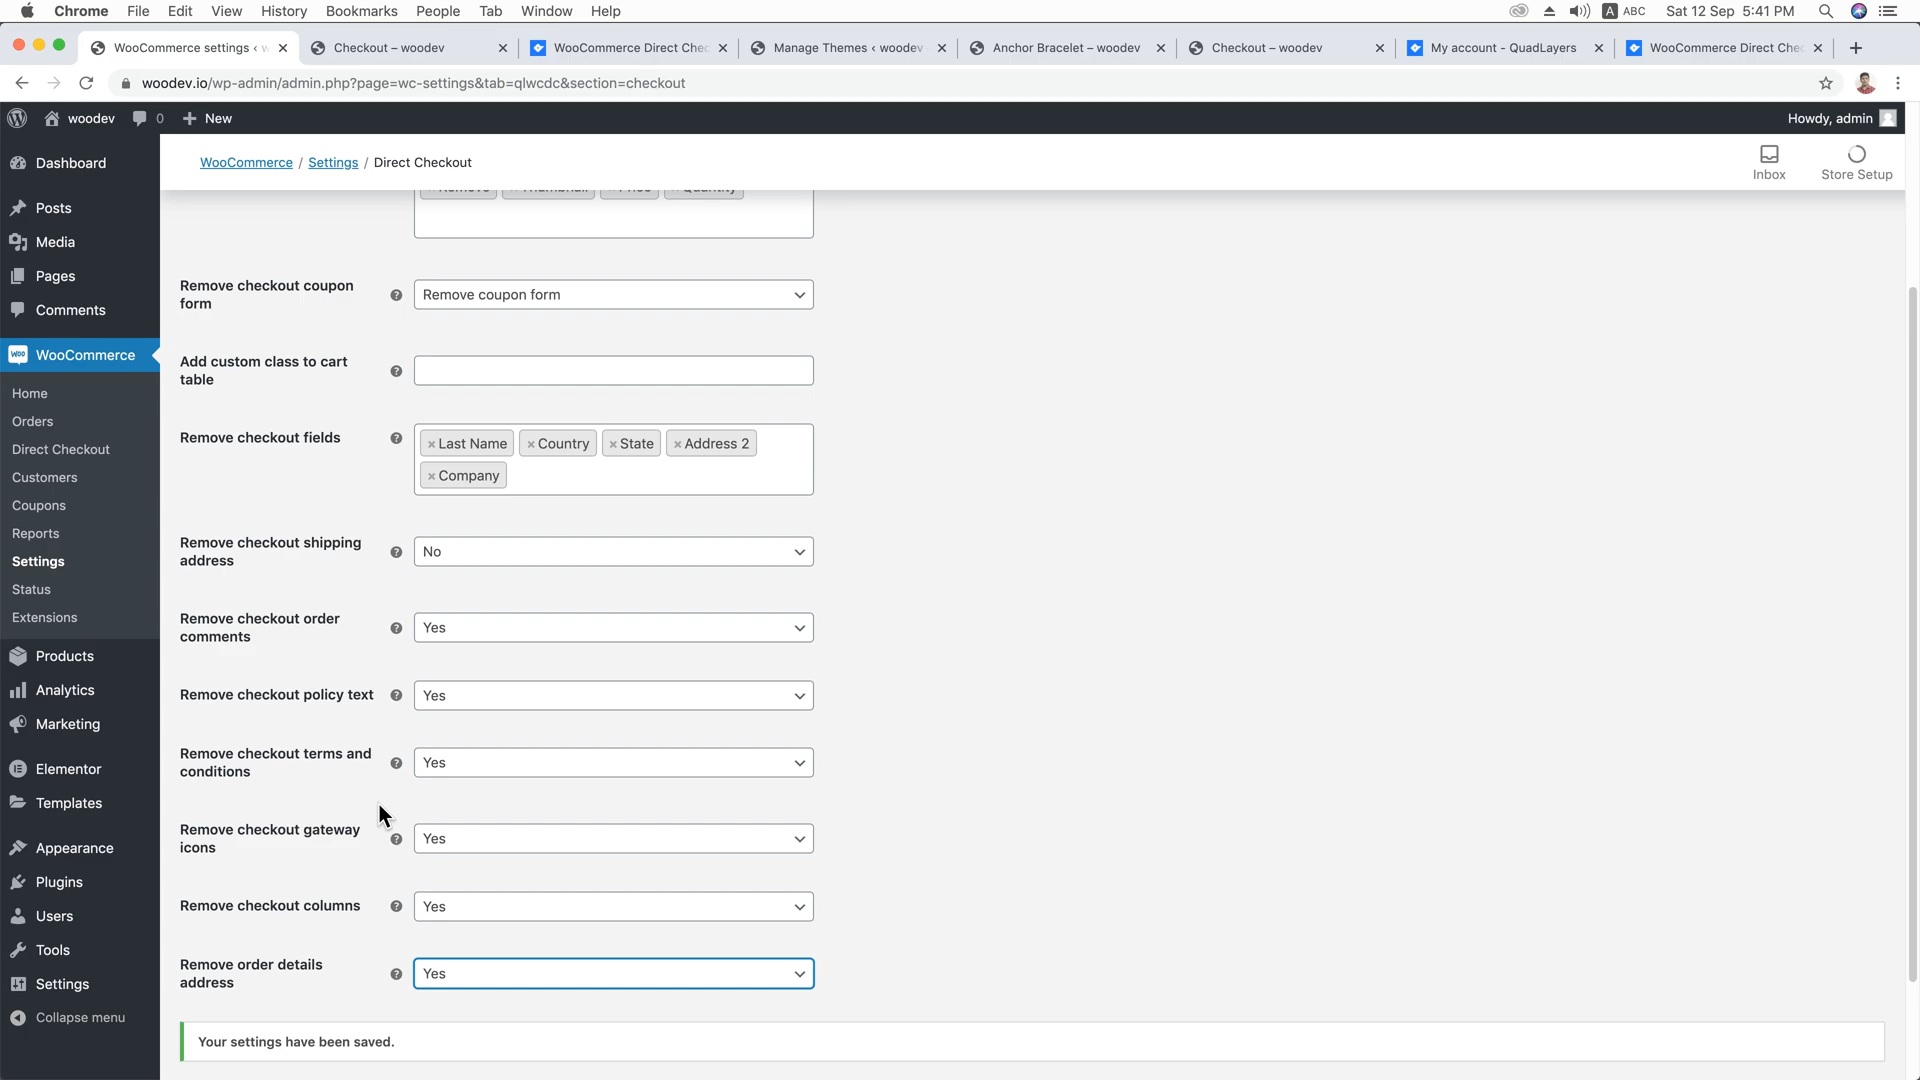 Chrome File Edit View History Bookmarks People Tab Window Help A ABC Sat 12 Sep 5:41 PM
WooCommerce settings ‹ w Checkout – woodev WooCommerce Direct Chec Manage Themes ‹ woodev Anchor Bracelet – woodev Checkout – woodev My account - QuadLayers WooCommerce Direct Chec
woodev.io/wp-admin/admin.php?page=wc-settings&tab=qlwcdc&section=checkout
woodev 0 New Howdy, admin
WooCommerce / Settings / Direct Checkout
Inbox
Store Setup
Dashboard
Posts
Media
Pages
Comments
Woo WooCommerce
Home
Orders
Direct Checkout
Customers
Coupons
Reports
Settings
Status
Extensions
Products
Analytics
Marketing
Elementor
Templates
Appearance
Plugins
Users
Tools
Settings
Collapse menu
× Remove × Thumbnail × Price × Quantity
Remove checkout coupon
form
? Remove coupon form
Add custom class to cart
table
?
Remove checkout fields
? × Last Name × Country × State × Address 2
× Company
Remove checkout shipping
address
? No
Remove checkout order
comments
? Yes
Remove checkout policy text ? Yes
Remove checkout terms and
conditions
? Yes
Remove checkout gateway
icons
? Yes
Remove checkout columns ? Yes
Remove order details
address
? Yes
Your settings have been saved.